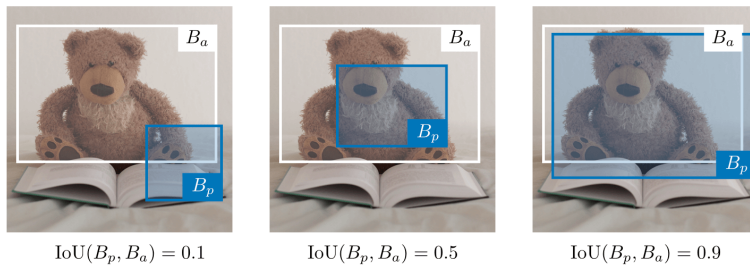 B_a
B_p
IoU(B_p, B_a) = 0.1
B_a
B_p
IoU(B_p, B_a) = 0.5
B_a
B_p
IoU(B_p, B_a) = 0.9